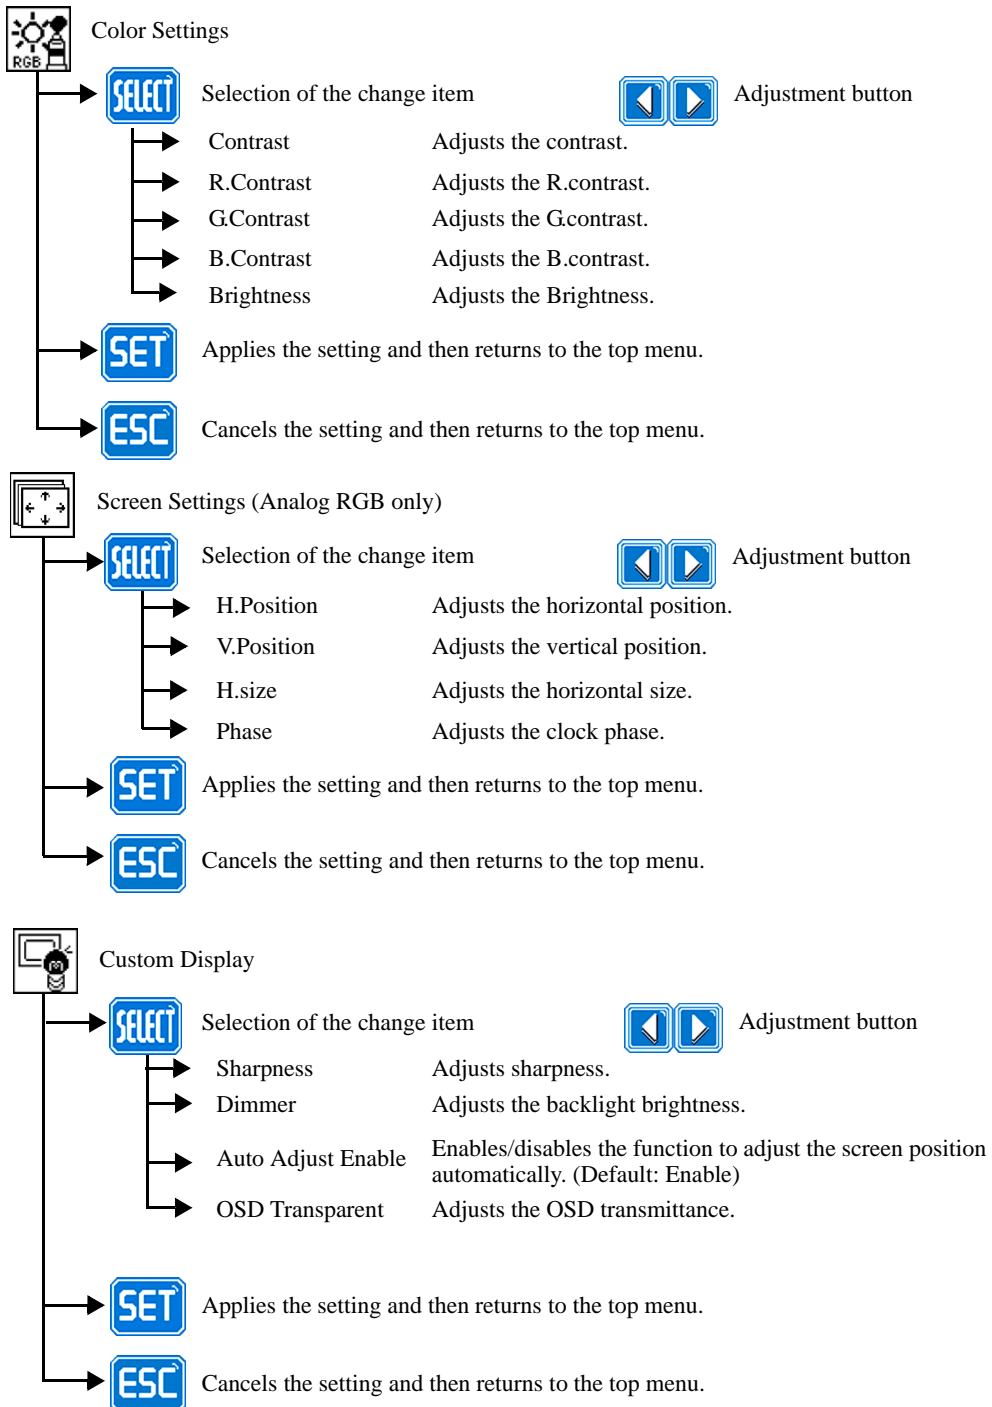 RGB
Color Settings
SELECT Selection of the change item Adjustment button
Contrast Adjusts the contrast.
R.Contrast Adjusts the R.contrast.
G.Contrast Adjusts the G.contrast.
B.Contrast Adjusts the B.contrast.
Brightness Adjusts the Brightness.
SET Applies the setting and then returns to the top menu.
ESC Cancels the setting and then returns to the top menu.
Screen Settings (Analog RGB only)
SELECT Selection of the change item Adjustment button
H.Position Adjusts the horizontal position.
V.Position Adjusts the vertical position.
H.size Adjusts the horizontal size.
Phase Adjusts the clock phase.
SET Applies the setting and then returns to the top menu.
ESC Cancels the setting and then returns to the top menu.
Custom Display
SELECT Selection of the change item Adjustment button
Sharpness Adjusts sharpness.
Dimmer Adjusts the backlight brightness.
Auto Adjust Enable Enables/disables the function to adjust the screen position
automatically. (Default: Enable)
OSD Transparent Adjusts the OSD transmittance.
SET Applies the setting and then returns to the top menu.
ESC Cancels the setting and then returns to the top menu.